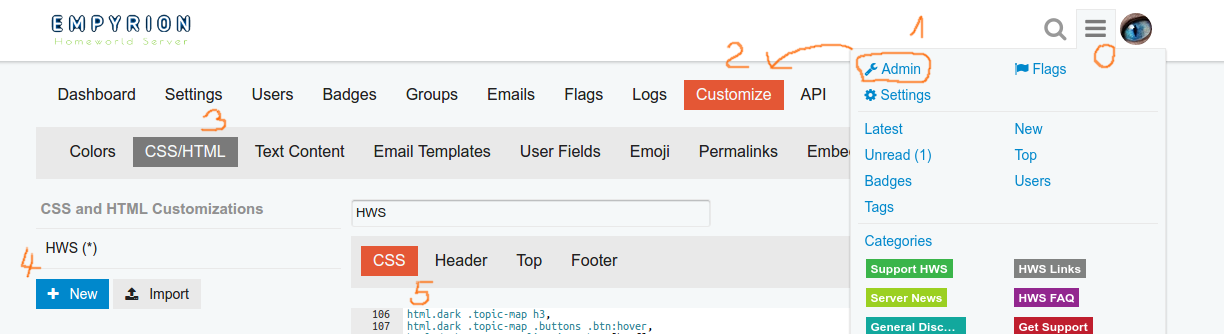 EMPYRION
Homeworld Server
1
0
2
Admin
Flags
Dashboard Settings Users Badges Groups Emails Flags Logs Customize API
Settings
3
Latest
New
Colors CSS/HTML Text Content Email Templates User Fields Emoji Permalinks Embe
Unread (1)
Top
Badges
Users
Tags
CSS and HTML Customizations
HWS
HWS (*)
Categories
4
CSS Header Top Footer
Support HWS
HWS Links
New Import
5
Server News
HWS FAQ
106 html.dark .topic-map h3,
107 html.dark .topic-map .buttons .btn:hover,
General Disc...
Get Support